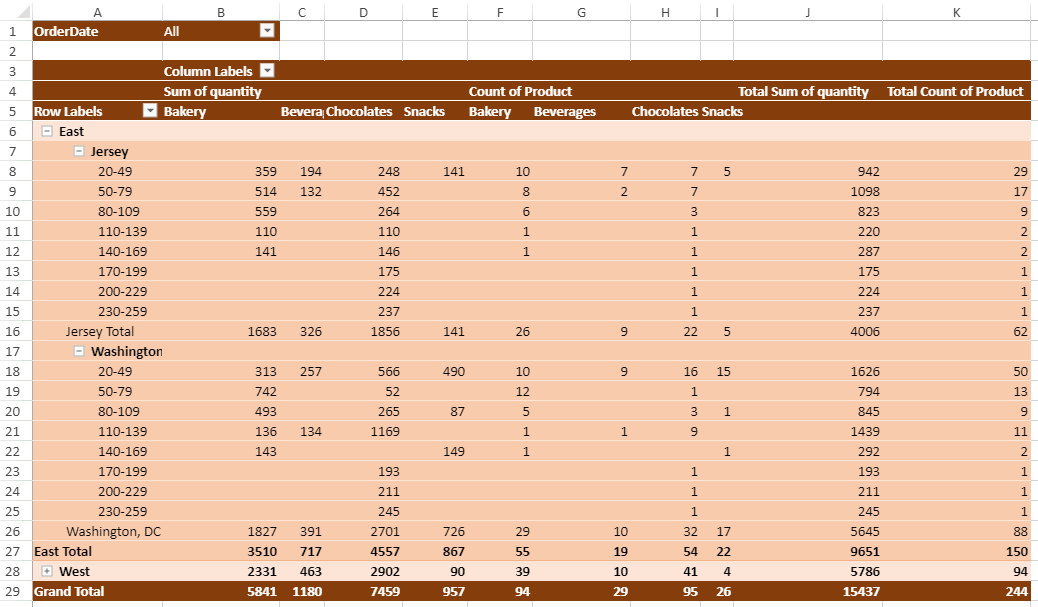 A B C D E F G H I J K
1 OrderDate All
2
3 Column Labels
4 Sum of quantity Count of Product Total Sum of quantity Total Count of Product
5 Row Labels Bakery Bevera Chocolates Snacks Bakery Beverages Chocolates Snacks
6 East
7 Jersey
8 20-49 359 194 248 141 10 7 7 5 942 29
9 50-79 514 132 452 8 2 7 1098 17
10 80-109 559 264 6 3 823 9
11 110-139 110 110 1 1 220 2
12 140-169 141 146 1 1 287 2
13 170-199 175 1 175 1
14 200-229 224 1 224 1
15 230-259 237 1 237 1
16 Jersey Total 1683 326 1856 141 26 9 22 5 4006 62
17 Washington
18 20-49 313 257 566 490 10 9 16 15 1626 50
19 50-79 742 52 12 1 794 13
20 80-109 493 265 87 5 3 1 845 9
21 110-139 136 134 1169 1 1 9 1439 11
22 140-169 143 149 1 1 292 2
23 170-199 193 1 193 1
24 200-229 211 1 211 1
25 230-259 245 1 245 1
26 Washington, DC 1827 391 2701 726 29 10 32 17 5645 88
27 East Total 3510 717 4557 867 55 19 54 22 9651 150
28 West 2331 463 2902 90 39 10 41 4 5786 94
29 Grand Total 5841 1180 7459 957 94 29 95 26 15437 244